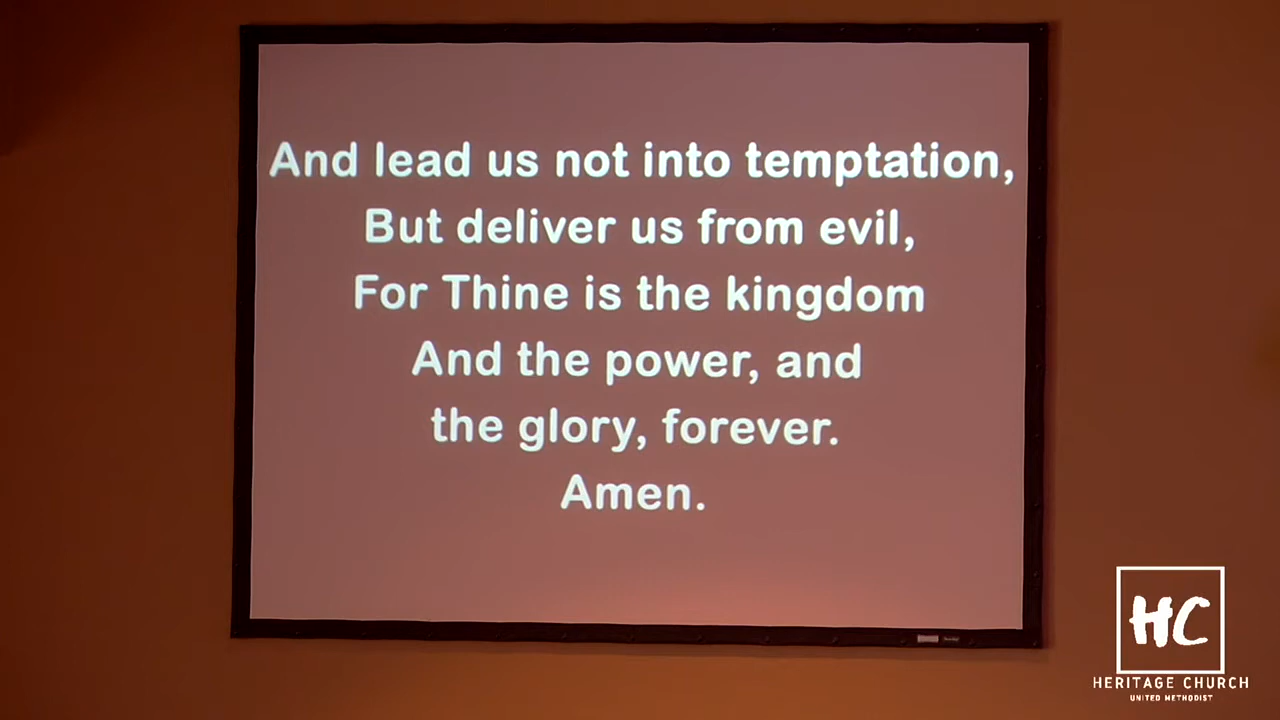 And lead us not into temptation,
But deliver us from evil,
For Thine is the kingdom
And the power, and
the glory, forever.
Amen.
HC
HERITAGE CHURCH
UNITED METHODIST